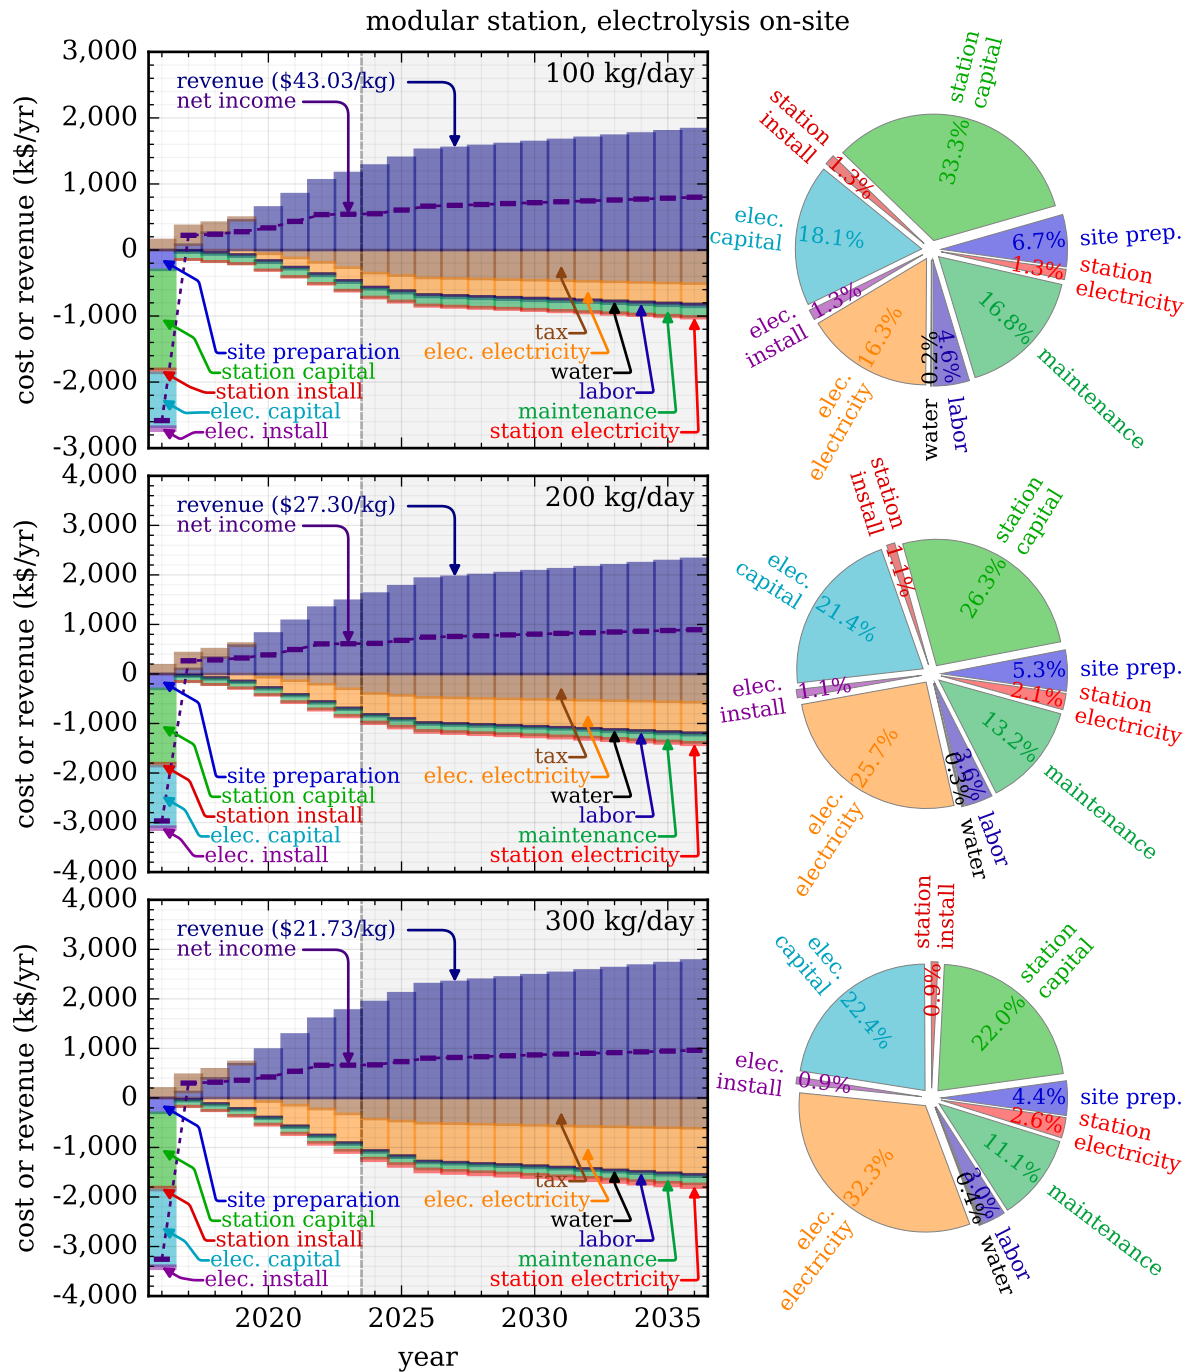 modular station, electrolysis on-site
3,000
2,000
1,000
0
-1,000
-2,000
-3,000
cost or revenue (k$/yr)
100 kg/day
revenue ($43.03/kg)
net income
site preparation
station capital
station install
elec. capital
elec. install
tax
elec. electricity
water
labor
maintenance
station electricity
station
capital
33.3%
station
install
1.3%
elec.
capital
18.1%
elec.
install
1.3%
elec.
electricity
16.3%
water
0.2%
labor
4.6%
maintenance
16.8%
station
electricity
1.3%
site prep.
6.7%
4,000
3,000
2,000
1,000
0
-1,000
-2,000
-3,000
-4,000
cost or revenue (k$/yr)
200 kg/day
revenue ($27.30/kg)
net income
site preparation
station capital
station install
elec. capital
elec. install
tax
elec. electricity
water
labor
maintenance
station electricity
station
capital
26.3%
station
install
1.1%
elec.
capital
21.4%
elec.
install
1.1%
elec.
electricity
25.7%
water
0.3%
labor
3.6%
maintenance
13.2%
station
electricity
2.1%
site prep.
5.3%
4,000
3,000
2,000
1,000
0
-1,000
-2,000
-3,000
-4,000
cost or revenue (k$/yr)
300 kg/day
revenue ($21.73/kg)
net income
site preparation
station capital
station install
elec. capital
elec. install
tax
elec. electricity
water
labor
maintenance
station electricity
2020
2025
2030
2035
year
station
capital
22.0%
station
install
0.9%
elec.
capital
22.4%
elec.
install
0.9%
elec.
electricity
32.3%
water
0.4%
labor
3.0%
maintenance
11.1%
station
electricity
2.6%
site prep.
4.4%